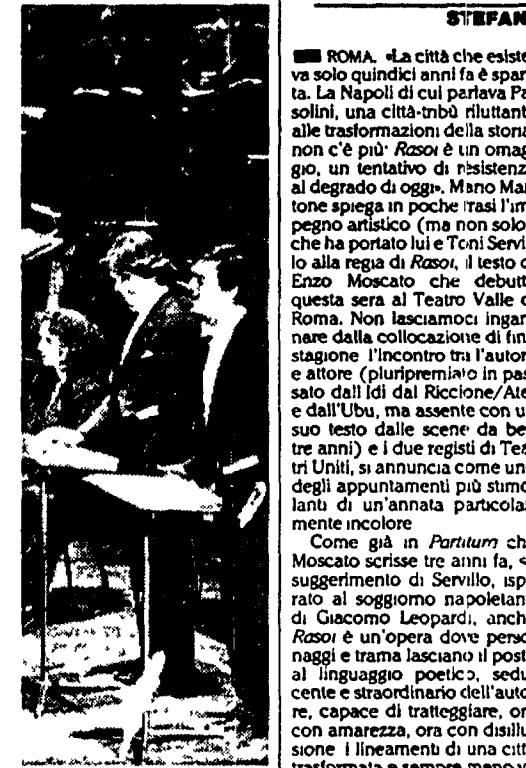 STEFAN
ROMA. «La città che esiste
va solo quindici anni fa è spari
ta. La Napoli di cui parlava Pa
solini, una città-tribù riluttant
alle trasformazioni della storia
non c'è più· Rasoi è un omag
gio, un tentativo di resistenz
al degrado di oggi». Mario Mar
tone spiega in poche frasi l'im
pegno artistico (ma non solo
che ha portato lui e Toni Servil
lo alla regia di Rasoi, il testo d
Enzo Moscato che debutt
questa sera al Teatro Valle d
Roma. Non lasciamoci ingan
nare dalla collocazione di fin
stagione l'incontro tra l'autor
e attore (pluripremiato in pas
sato dall Idi dal Riccione/Ate
e dall'Ubu, ma assente con u
suo testo dalle scene da be
tre anni) e i due registi di Tea
tri Uniti, si annuncia come un
degli appuntamenti più stimo
lanti di un'annata particolar
mente incolore
Come già in Partitura ch
Moscato scrisse tre anni fa, s
suggerimento di Servillo, ispi
rato al soggiorno napoletan
di Giacomo Leopardi, anch
Rasoi è un'opera dove perso
naggi e trama lasciano il post
al linguaggio poetico, sedu
cente e straordinario dell'auto
re, capace di tratteggiare, or
con amarezza, ora con disillu
sione i lineamenti di una citt
trasformata e sempre meno